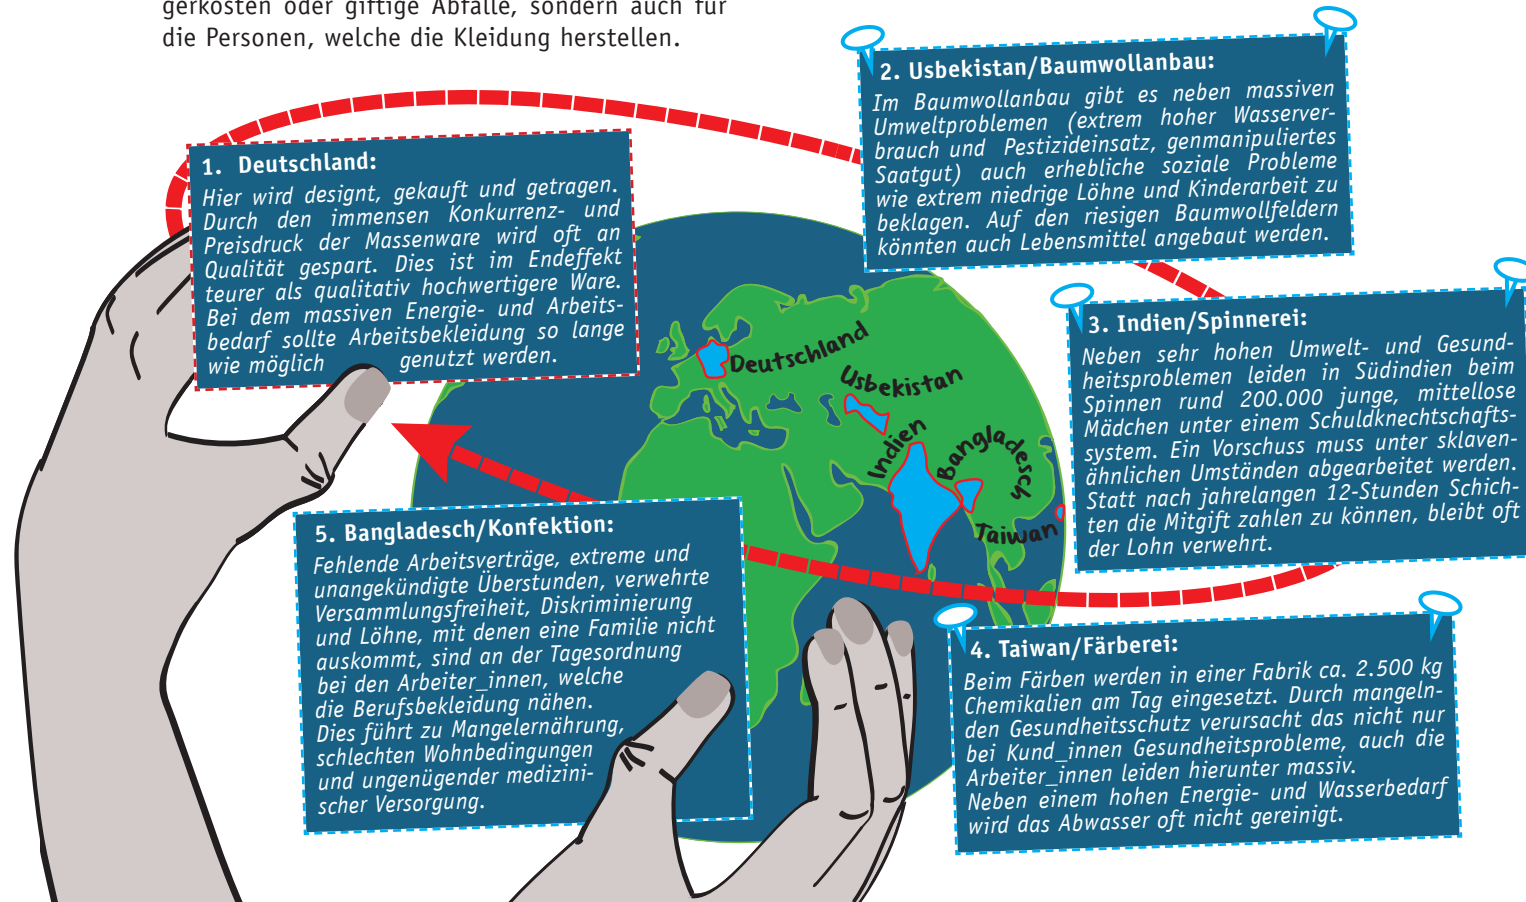 gerkosten oder giftige Abfälle, sondern auch für
die Personen, welche die Kleidung herstellen.
1. Deutschland:
Hier wird designt, gekauft und getragen.
Durch den immensen Konkurrenz- und
Preisdruck der Massenware wird oft an
Qualität gespart. Dies ist im Endeffekt
teurer als qualitativ hochwertigere Ware.
Bei dem massiven Energie- und Arbeits-
bedarf sollte Arbeitsbekleidung so lange
wie möglich genutzt werden.
2. Usbekistan/Baumwollanbau:
Im Baumwollanbau gibt es neben massiven
Umweltproblemen (extrem hoher Wasserver-
brauch und Pestizideinsatz, genmanipuliertes
Saatgut) auch erhebliche soziale Probleme
wie extrem niedrige Löhne und Kinderarbeit zu
beklagen. Auf den riesigen Baumwollfeldern
könnten auch Lebensmittel angebaut werden.
3. Indien/Spinnerei:
Neben sehr hohen Umwelt- und Gesund-
heitsproblemen leiden in Südindien beim
Spinnen rund 200.000 junge, mittellose
Mädchen unter einem Schuldknechtschafts-
system. Ein Vorschuss muss unter sklaven-
ähnlichen Umständen abgearbeitet werden.
Statt nach jahrelangen 12-Stunden Schich-
ten die Mitgift zahlen zu können, bleibt oft
der Lohn verwehrt.
Deutschland
Usbekistan
Indien
Bangladesch
Taiwan
4. Taiwan/Färberei:
Beim Färben werden in einer Fabrik ca. 2.500 kg
Chemikalien am Tag eingesetzt. Durch mangeln-
den Gesundheitsschutz verursacht das nicht nur
bei Kund_innen Gesundheitsprobleme, auch die
Arbeiter_innen leiden hierunter massiv.
Neben einem hohen Energie- und Wasserbedarf
wird das Abwasser oft nicht gereinigt.
5. Bangladesch/Konfektion:
Fehlende Arbeitsverträge, extreme und
unangekündigte Überstunden, verwehrte
Versammlungsfreiheit, Diskriminierung
und Löhne, mit denen eine Familie nicht
auskommt, sind an der Tagesordnung
bei den Arbeiter_innen, welche
die Berufsbekleidung nähen.
Dies führt zu Mangelernährung,
schlechten Wohnbedingungen
und ungenügender medizini-
scher Versorgung.